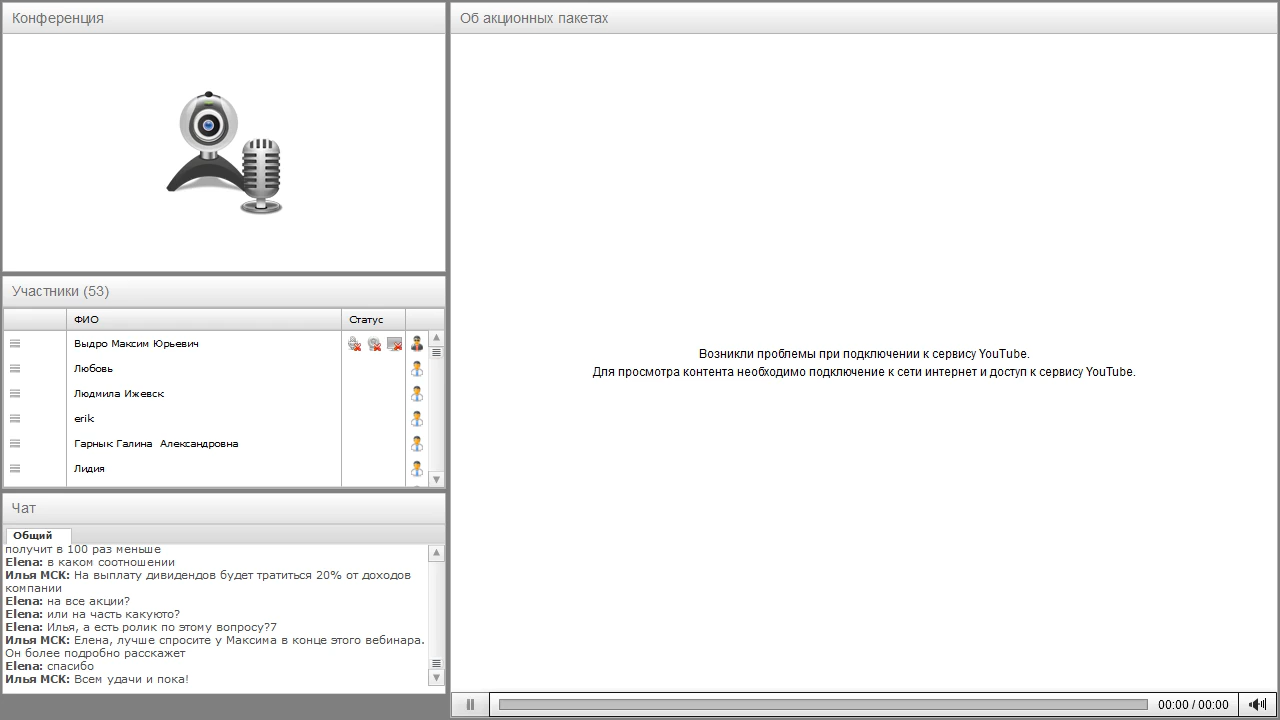 Конференция
Об акционных пакетах
Участники (53)
ФИО Статус
Выдро Максим Юрьевич
Любовь
Людмила Ижевск
erik
Гарнык Галина Александровна
Лидия
Возникли проблемы при подключении к сервису YouTube.
Для просмотра контента необходимо подключение к сети интернет и доступ к сервису YouTube.
Чат
Общий
получит в 100 раз меньше
Elena: в каком соотношении
Илья МСК: На выплату дивидендов будет тратиться 20% от доходов
компании
Elena: на все акции?
Elena: или на часть какуюто?
Elena: Илья, а есть ролик по этому вопросу?7
Илья МСК: Елена, лучше спросите у Максима в конце этого вебинара.
Он более подробно расскажет
Elena: спасибо
Илья МСК: Всем удачи и пока!
00:00 / 00:00